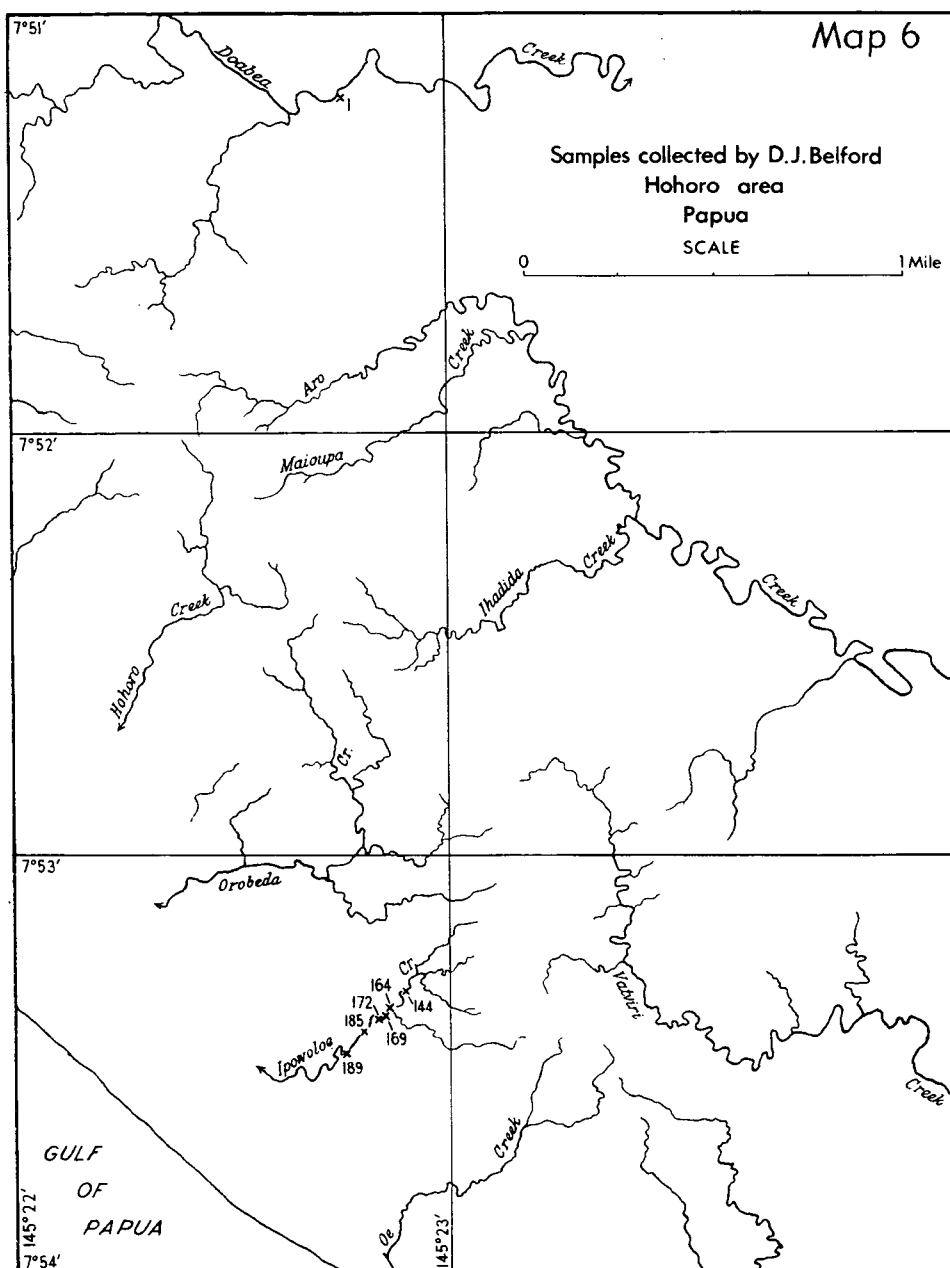 7°51'
Map 6
Doabea
Creek
1
Samples collected by D.J.Belford
Hohoro area
Papua
SCALE
0 1 Mile
Aro
Creek
7°52'
Maioupa
Creek
Ihadida
Creek
Creek
Hohoro
Cr.
7°53'
Orobeda
Cr.
164
172
144
185
169
Ipowoloe
189
Vatviri
Creek
Creek
GULF
OF
PAPUA
145°22'
145°23'
Oe
7°54'